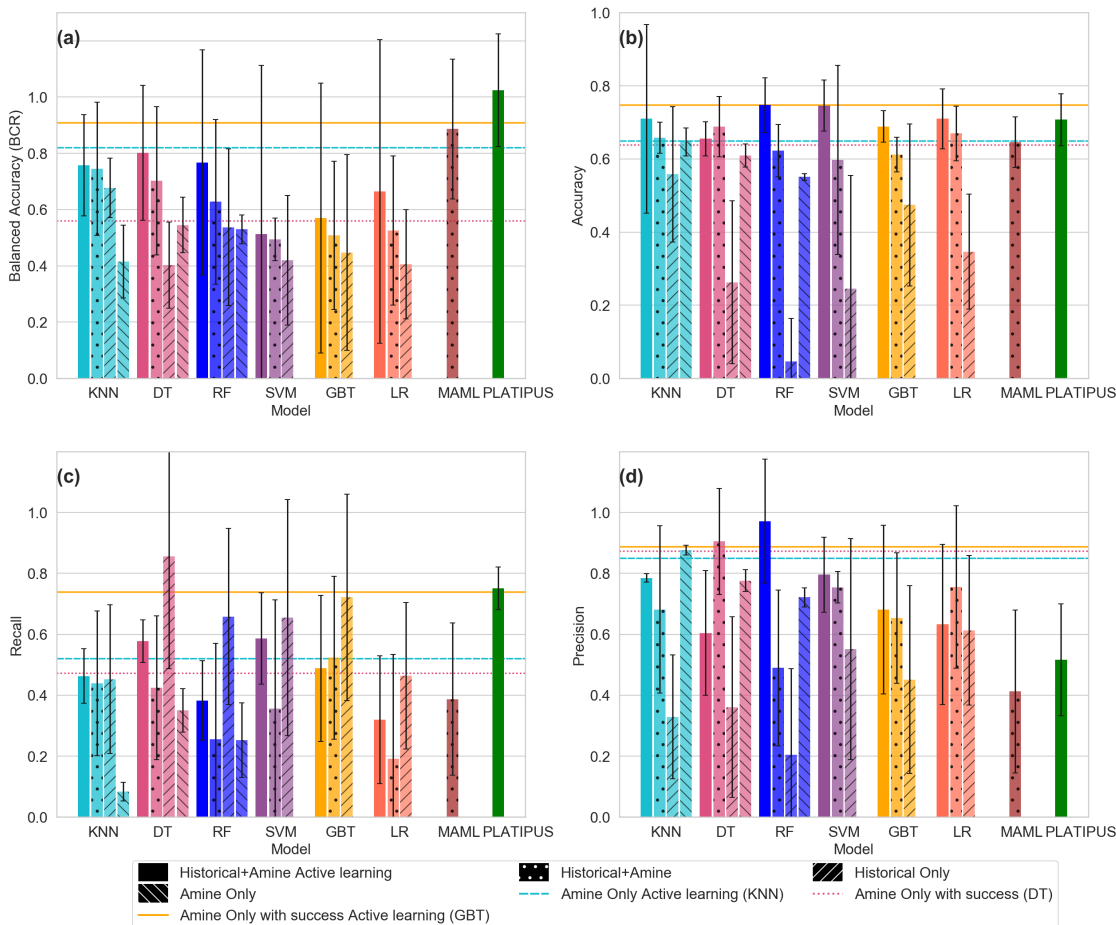 (a)
Balanced Accuracy (BCR)
1.0
0.8
0.6
0.4
0.2
0.0
KNN DT RF SVM GBT LR MAML PLATIPUS
Model
(b)
Accuracy
1.0
0.8
0.6
0.4
0.2
0.0
KNN DT RF SVM GBT LR MAML PLATIPUS
Model
(c)
Recall
1.0
0.8
0.6
0.4
0.2
0.0
KNN DT RF SVM GBT LR MAML PLATIPUS
Model
(d)
Precision
1.0
0.8
0.6
0.4
0.2
0.0
KNN DT RF SVM GBT LR MAML PLATIPUS
Model
Historical+Amine Active learning
Historical+Amine
Historical Only
Amine Only
Amine Only Active learning (KNN)
Amine Only with success (DT)
Amine Only with success Active learning (GBT)